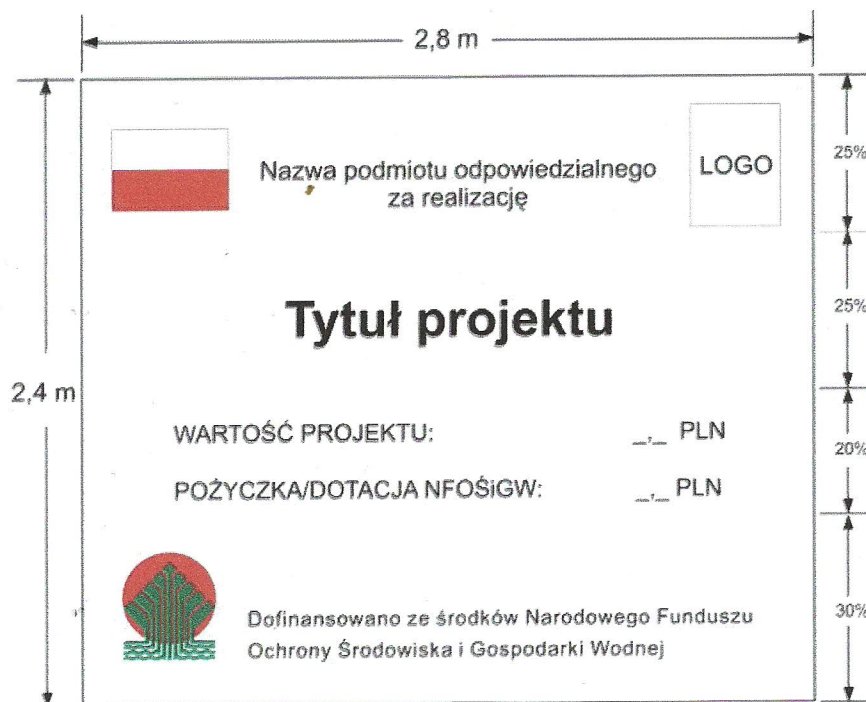 2,8 m
25%
Nazwa podmiotu odpowiedzialnego
za realizację
LOGO
25%
Tytuł projektu
2,4 m
WARTOŚĆ PROJEKTU: _,_ PLN
20%
POŻYCZKA/DOTACJA NFOŚiGW: _,_ PLN
30%
Dofinansowano ze środków Narodowego Funduszu
Ochrony Środowiska i Gospodarki Wodnej